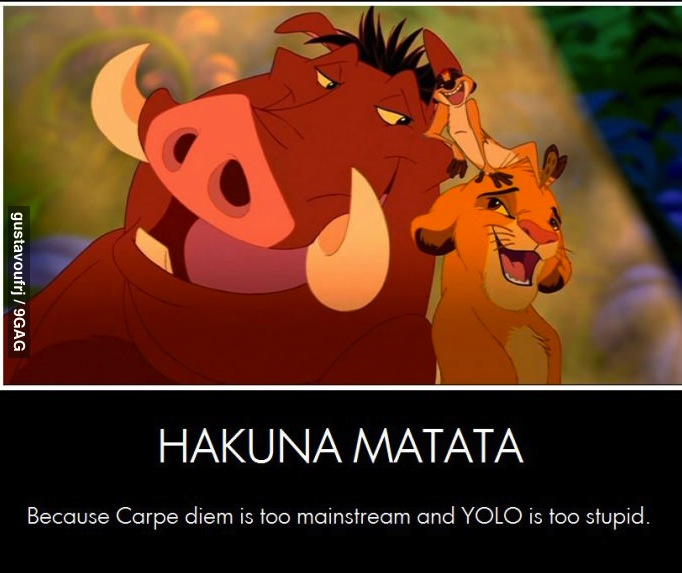 gustavoufrj / 9GAG
HAKUNA MATATA
Because Carpe diem is too mainstream and YOLO is too stupid.